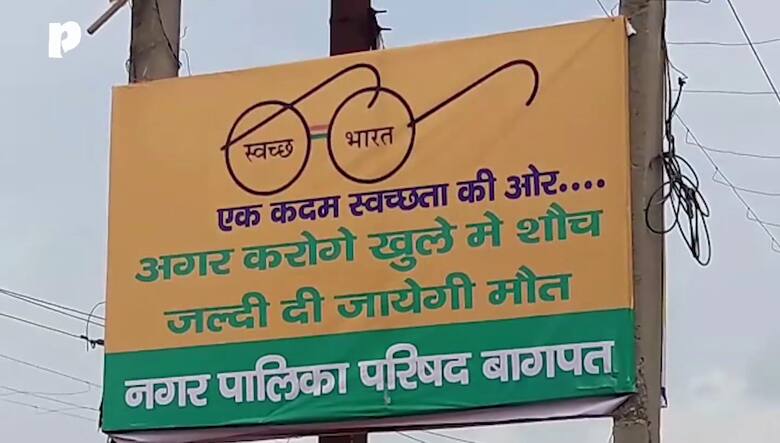 p
स्वच्छ भारत
एक कदम स्वच्छता की ओर....
अगर करोगे खुले मे शौच
जल्दी दी जायेगी मौत
नगर पालिका परिषद बागपत